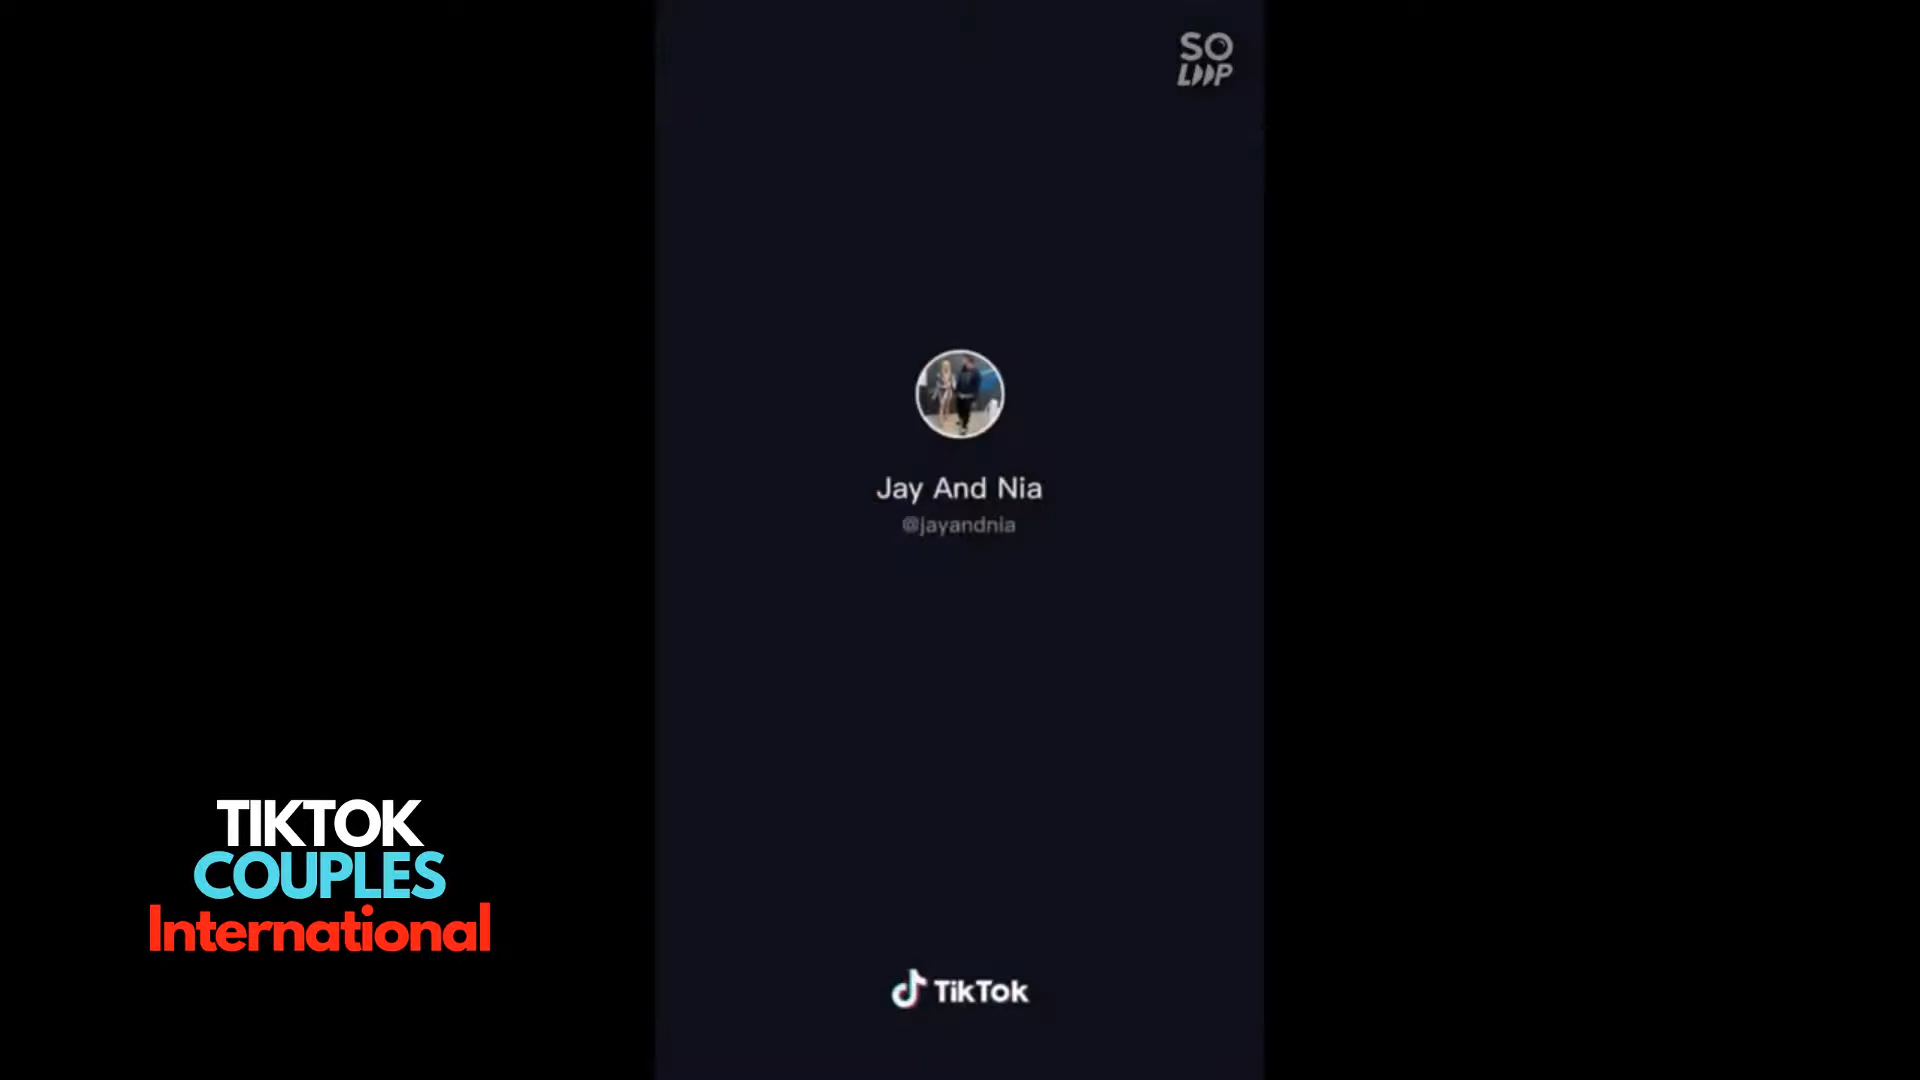 SO
LOOP
Jay And Nia
@jayandnia
TIKTOK
COUPLES
International
TikTok